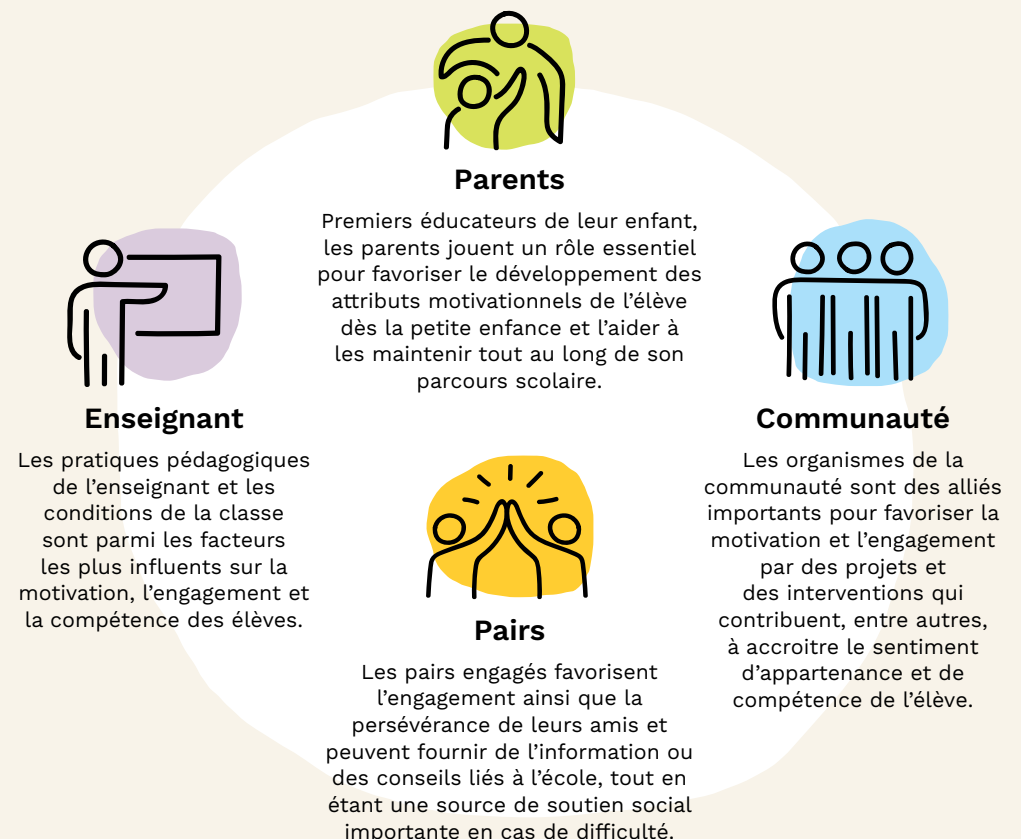 Parents
Premiers éducateurs de leur enfant,
les parents jouent un rôle essentiel
pour favoriser le développement des
attributs motivationnels de l’élève
dès la petite enfance et l’aider à
les maintenir tout au long de son
parcours scolaire.
Enseignant
Les pratiques pédagogiques
de l’enseignant et les
conditions de la classe
sont parmi les facteurs
les plus influents sur la
motivation, l’engagement et
la compétence des élèves.
Communauté
Les organismes de la
communauté sont des alliés
importants pour favoriser la
motivation et l’engagement
par des projets et
des interventions qui
contribuent, entre autres,
à accroitre le sentiment
d’appartenance et de
compétence de l’élève.
Pairs
Les pairs engagés favorisent
l’engagement ainsi que la
persévérance de leurs amis et
peuvent fournir de l’information ou
des conseils liés à l’école, tout en
étant une source de soutien social
importante en cas de difficulté.